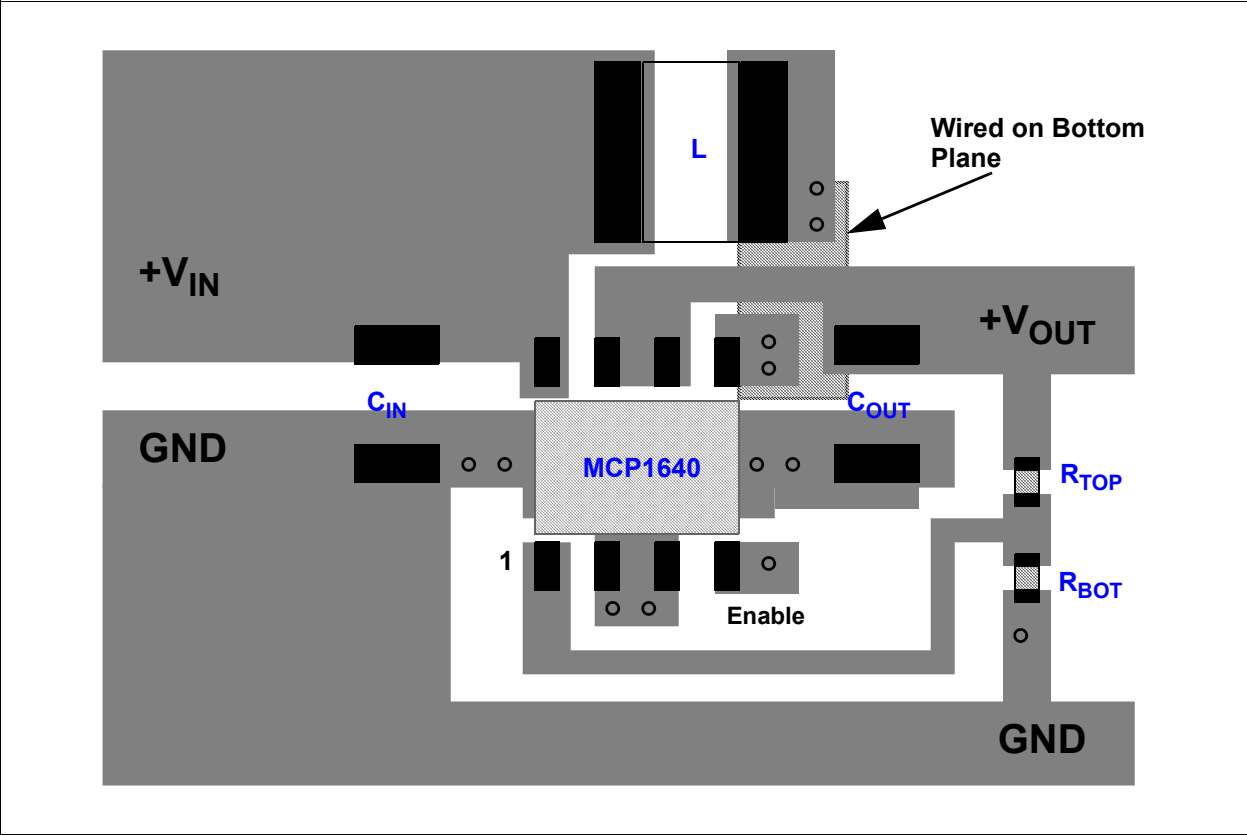 Wired on Bottom
Plane
L
+VIN
+VOUT
CIN
COUT
GND
MCP1640
RTOP
1
RBOT
Enable
GND